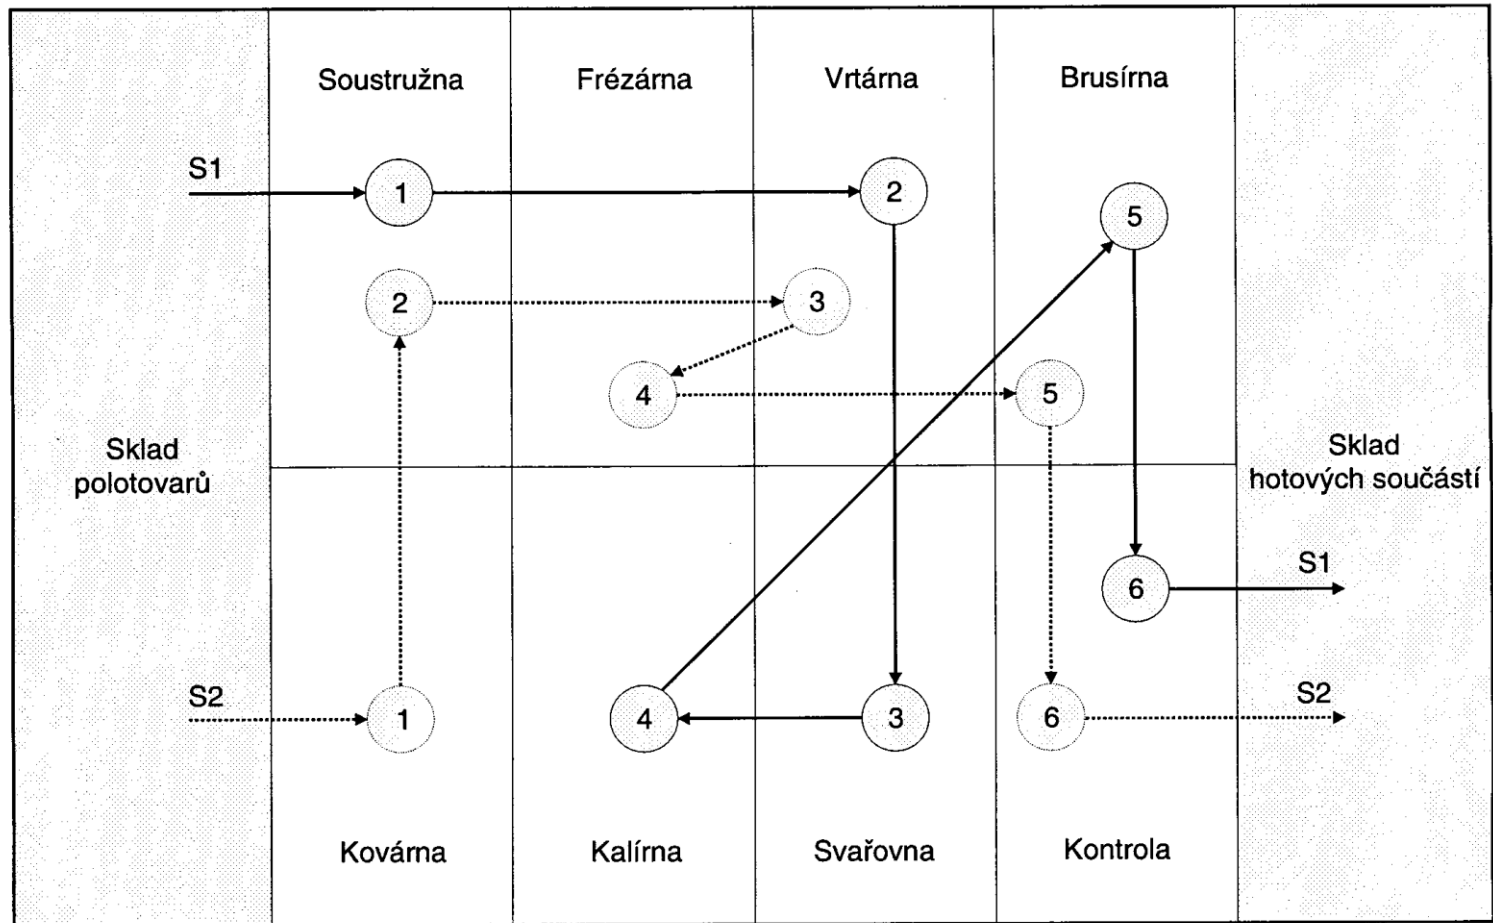 Soustružna
Frézárna
Vrtárna
Brusírna
S1
1
2
5
2
3
4
5
Sklad
polotovarů
Sklad
hotových součástí
S1
6
S2
1
4
3
6
S2
Kovárna
Kalírna
Svařovna
Kontrola